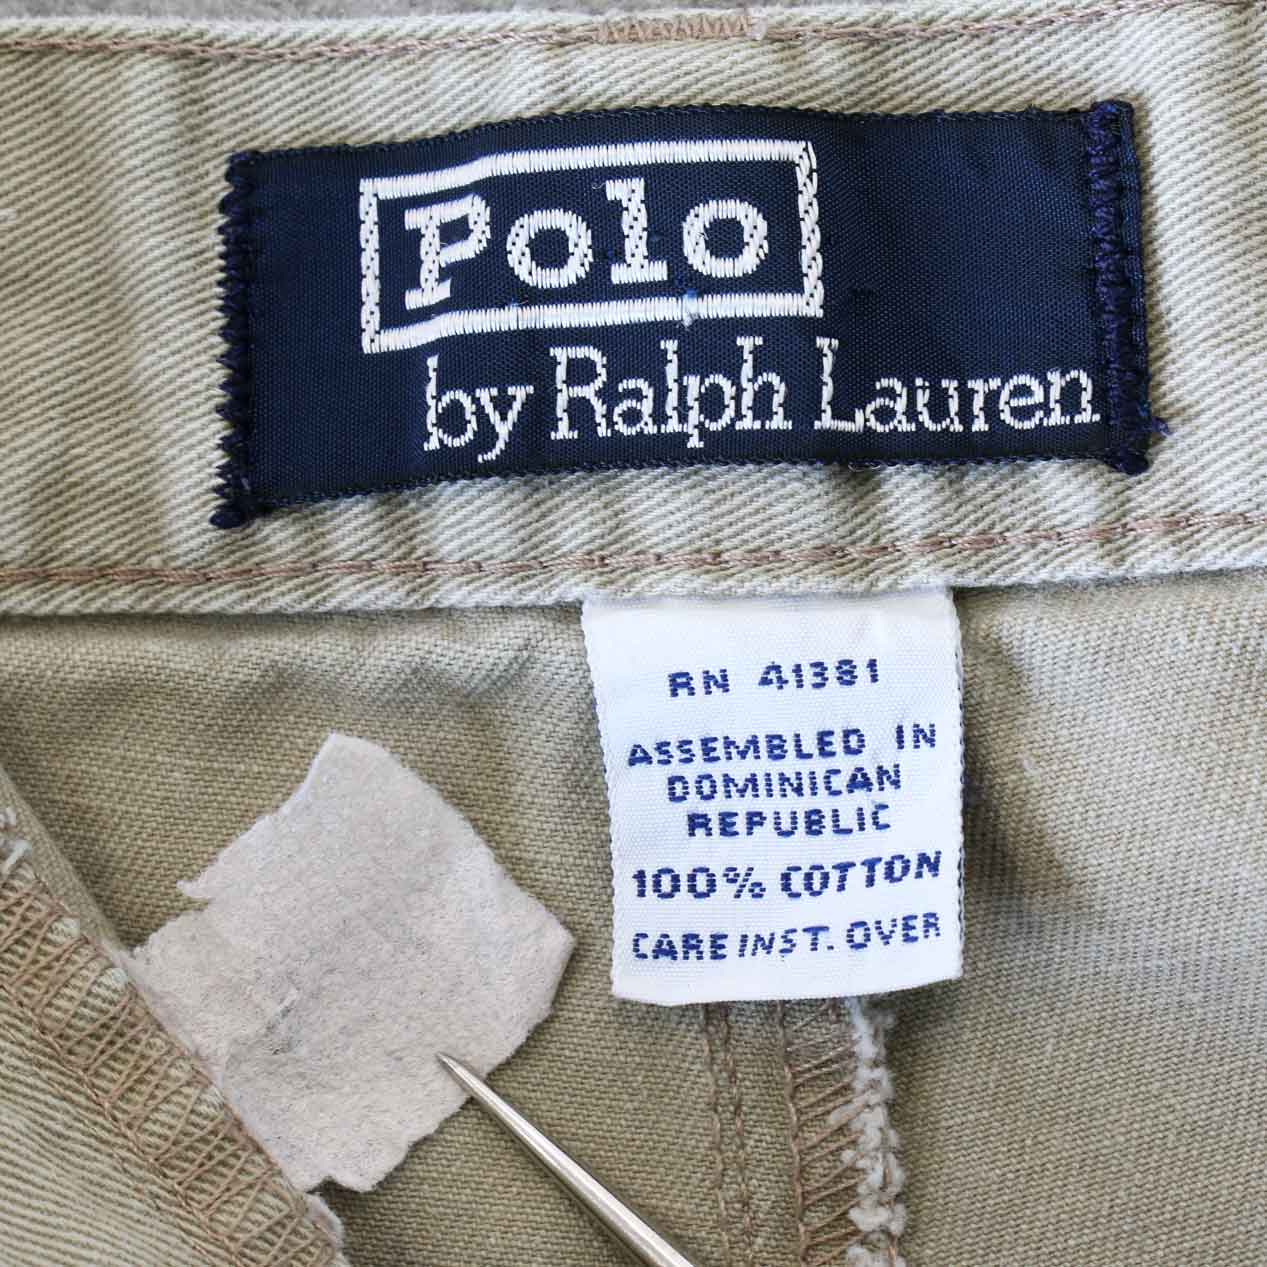 Polo
by Ralph Lauren
RN 41381
ASSEMBLED IN
DOMINICAN
REPUBLIC
100% COTTON
CARE INST. OVER